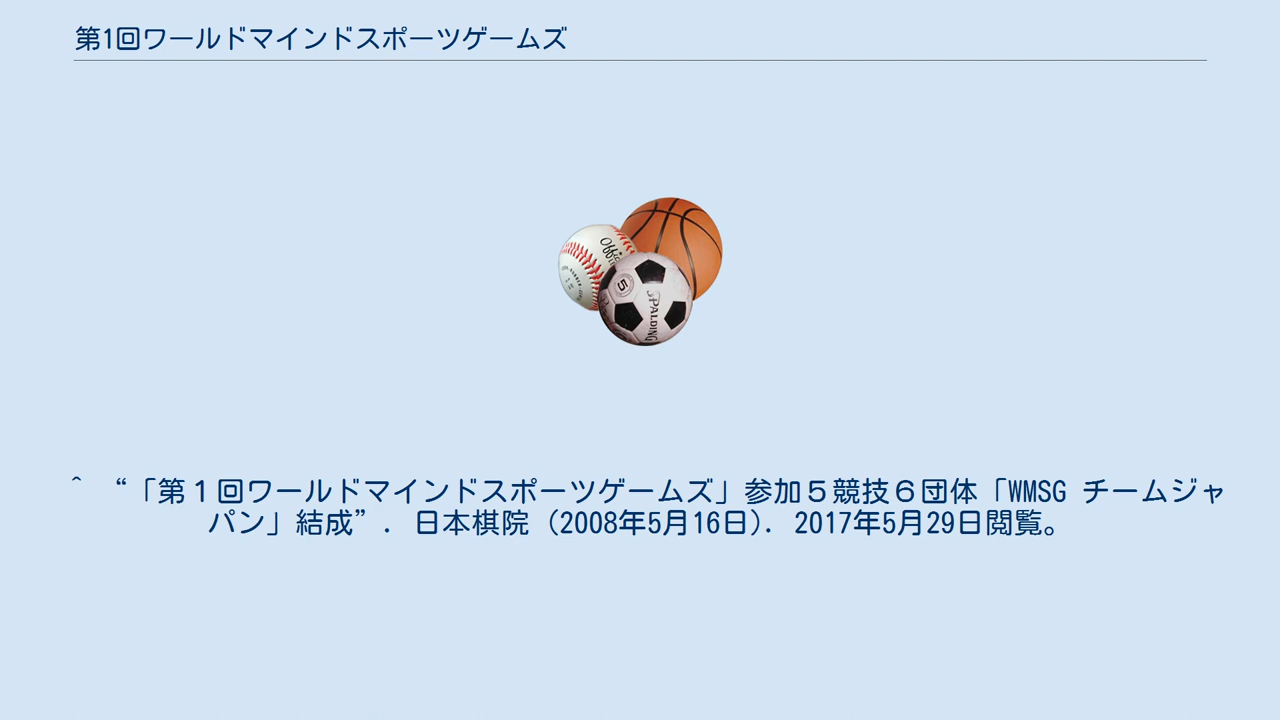 第1回ワールドマインドスポーツゲームズ
Offici
5
SPALDING
^ “「第１回ワールドマインドスポーツゲームズ」参加５競技６団体「WMSG チームジャ
パン」結成”. 日本棋院 (2008年5月16日). 2017年5月29日閲覧。